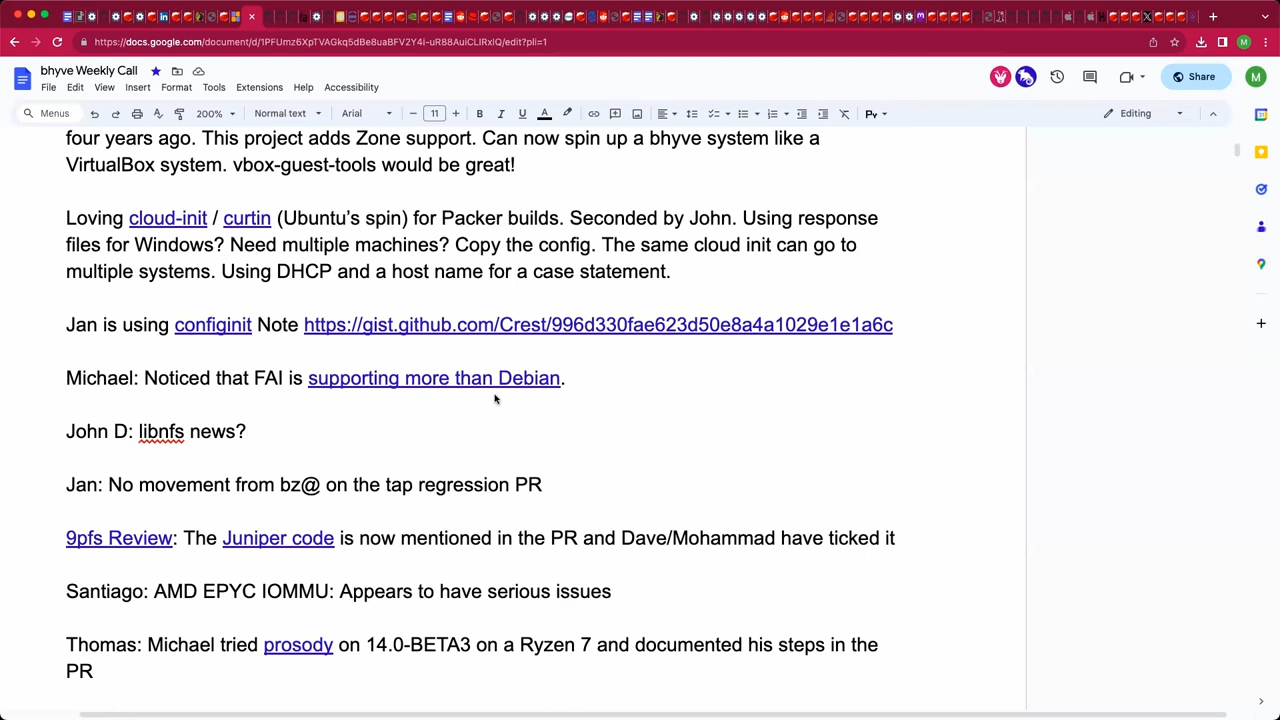 https://docs.google.com/document/d/1PFUmz6XpTVAGkq5dBe8uaBFV2Y4i-uR88AuiCLIRxIQ/edit?pli=1
M
bhyve Weekly Call
File Edit View Insert Format Tools Extensions Help Accessibility
Share
M
Menus 200% Normal text Arial 11 B I U A Editing
four years ago. This project adds Zone support. Can now spin up a bhyve system like a
VirtualBox system. vbox-guest-tools would be great!
Loving cloud-init / curtin (Ubuntu’s spin) for Packer builds. Seconded by John. Using response
files for Windows? Need multiple machines? Copy the config. The same cloud init can go to
multiple systems. Using DHCP and a host name for a case statement.
Jan is using configinit Note https://gist.github.com/Crest/996d330fae623d50e8a4a1029e1e1a6c
Michael: Noticed that FAI is supporting more than Debian.
John D: libnfs news?
Jan: No movement from bz@ on the tap regression PR
9pfs Review: The Juniper code is now mentioned in the PR and Dave/Mohammad have ticked it
Santiago: AMD EPYC IOMMU: Appears to have serious issues
Thomas: Michael tried prosody on 14.0-BETA3 on a Ryzen 7 and documented his steps in the
PR